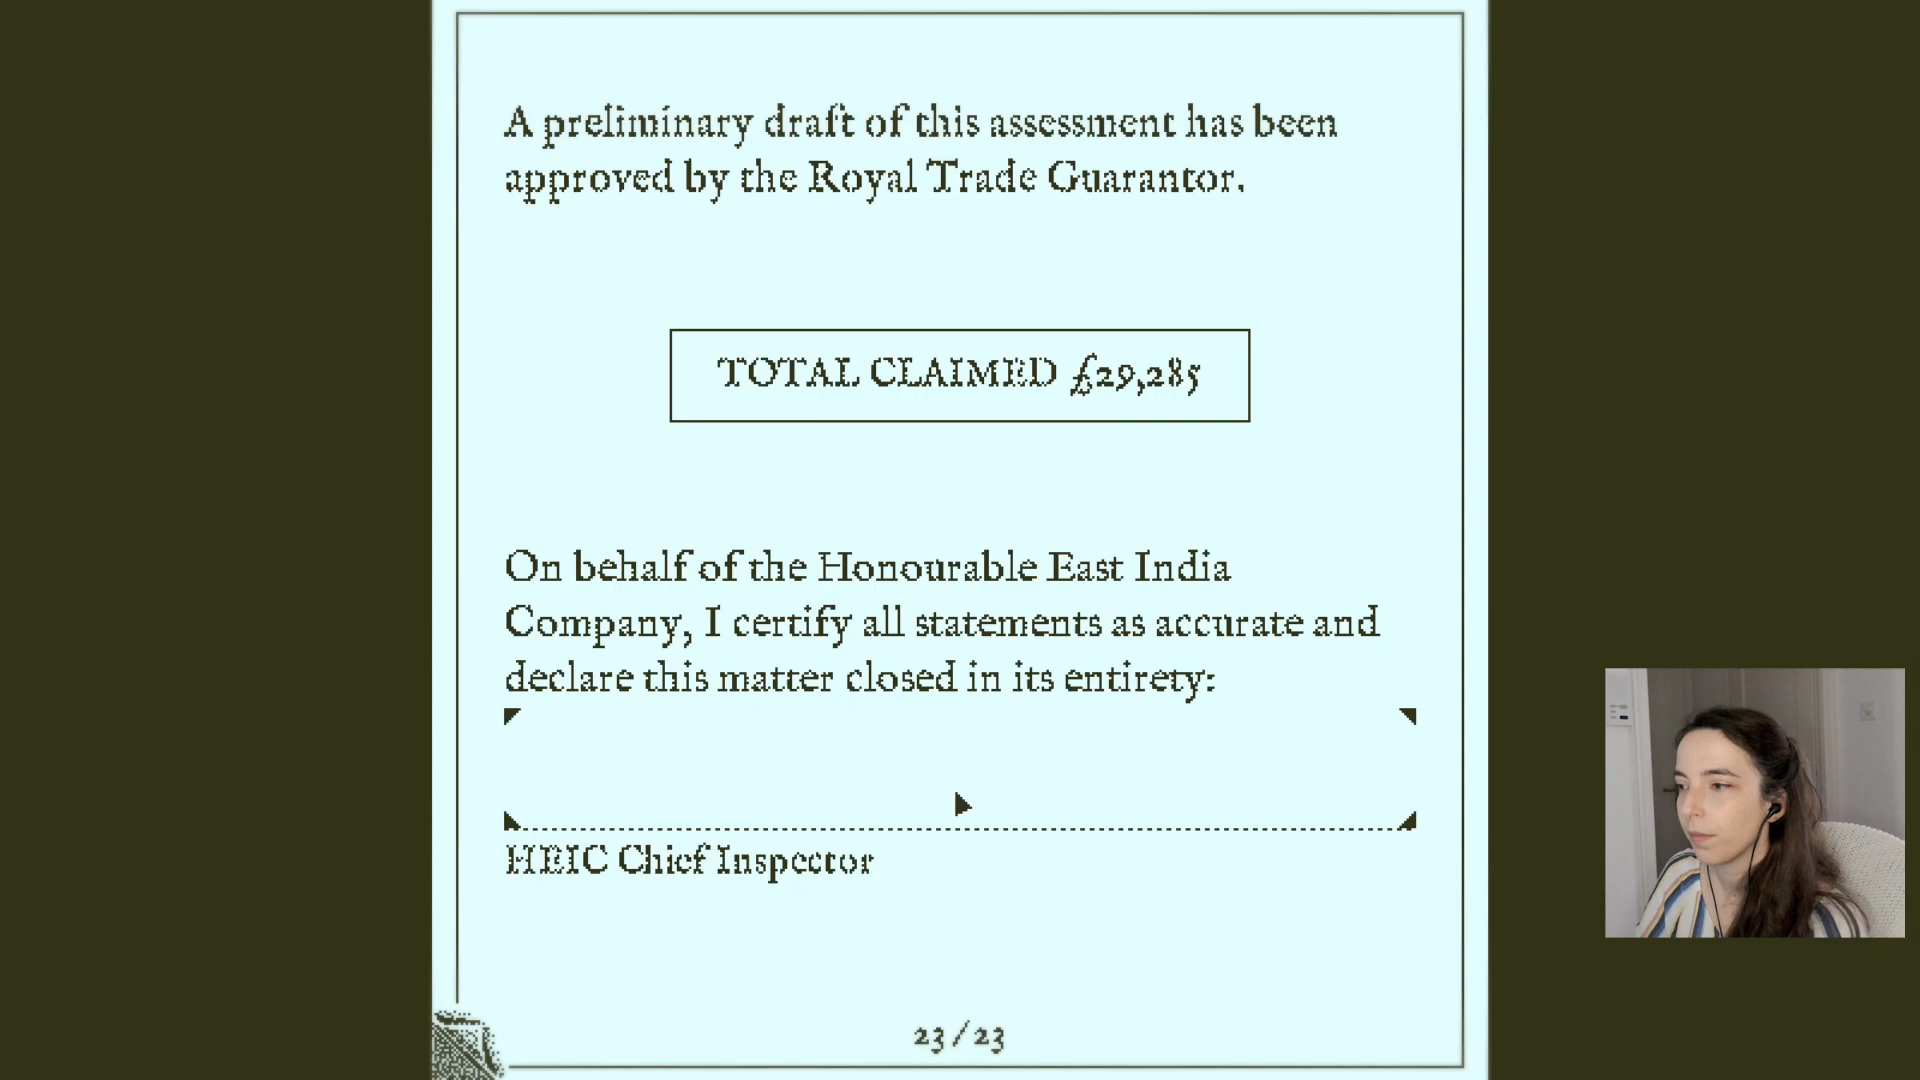 A preliminary draft of this assessment has been
approved by the Royal Trade Guarantor.
TOTAL CLAIMED £29,285
On behalf of the Honourable East India
Company, I certify all statements as accurate and
declare this matter closed in its entirety:
HEIC Chief Inspector
23/23